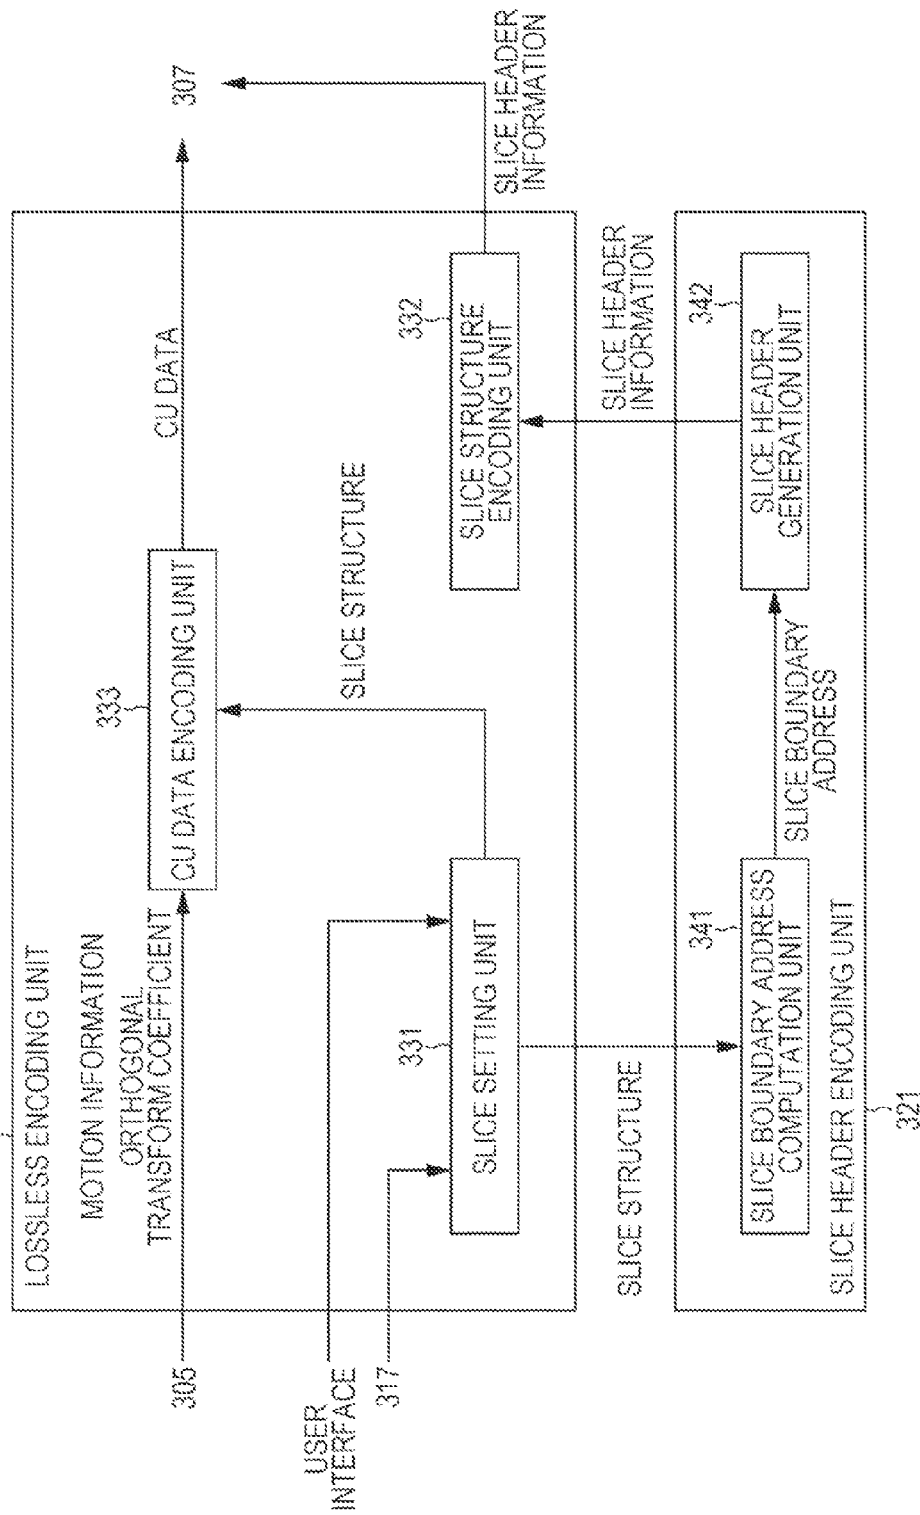 LOSSLESS ENCODING UNIT
MOTION INFORMATION
ORTHOGONAL
TRANSFORM COEFFICIENT
305
333
CU DATA ENCODING UNIT
CU DATA
307
USER
INTERFACE
317
SLICE STRUCTURE
331
SLICE SETTING UNIT
332
SLICE STRUCTURE
ENCODING UNIT
SLICE HEADER
INFORMATION
SLICE STRUCTURE
SLICE HEADER
INFORMATION
341
SLICE BOUNDARY ADDRESS
COMPUTATION UNIT
SLICE BOUNDARY
ADDRESS
342
SLICE HEADER
GENERATION UNIT
SLICE HEADER ENCODING UNIT
321